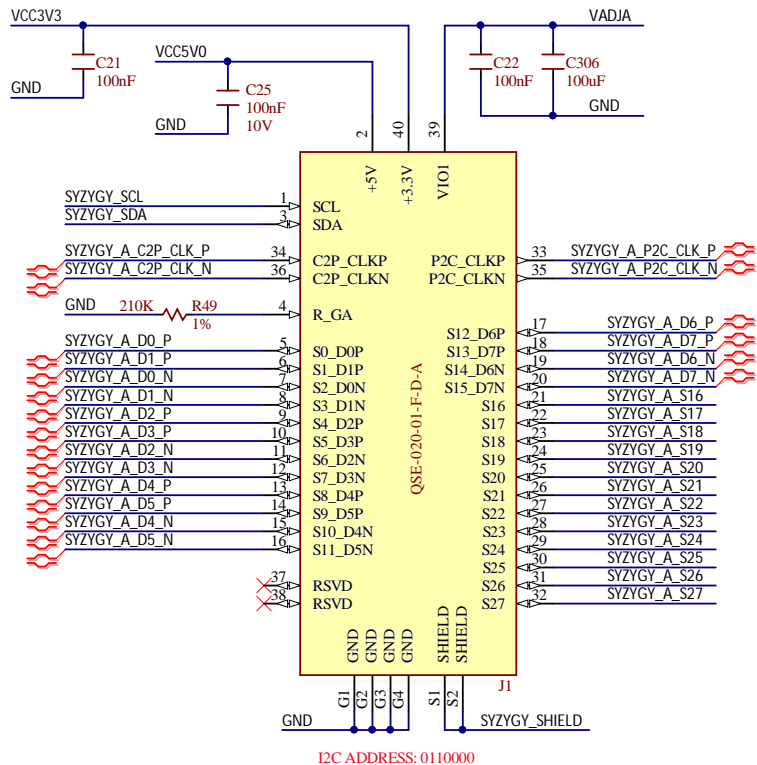 VCC3V3
VADJA
C21
100nF
GND
VCC5V0
C25
100nF
10V
GND
C22
100nF
C306
100uF
GND
2
40
39
+5V
+3.3V
VIO1
SYZYGY_SCL 1 SCL
SYZYGY_SDA 3 SDA
SYZYGY_A_C2P_CLK_P 34 C2P_CLKP
SYZYGY_A_C2P_CLK_N 36 C2P_CLKN
P2C_CLKP 33 SYZYGY_A_P2C_CLK_P
P2C_CLKN 35 SYZYGY_A_P2C_CLK_N
GND 210K R49 4 R_GA
1%
SYZYGY_A_D0_P 5 S0_D0P
SYZYGY_A_D1_P 6 S1_D1P
SYZYGY_A_D0_N 7 S2_D0N
SYZYGY_A_D1_N 8 S3_D1N
SYZYGY_A_D2_P 9 S4_D2P
SYZYGY_A_D3_P 10 S5_D3P
SYZYGY_A_D2_N 11 S6_D2N
SYZYGY_A_D3_N 12 S7_D3N
SYZYGY_A_D4_P 13 S8_D4P
SYZYGY_A_D5_P 14 S9_D5P
SYZYGY_A_D4_N 15 S10_D4N
SYZYGY_A_D5_N 16 S11_D5N
37 RSVD
38 RSVD
QSE-020-01-F-D-A
S12_D6P 17 SYZYGY_A_D6_P
S13_D7P 18 SYZYGY_A_D7_P
S14_D6N 19 SYZYGY_A_D6_N
S15_D7N 20 SYZYGY_A_D7_N
S16 21 SYZYGY_A_S16
S17 22 SYZYGY_A_S17
S18 23 SYZYGY_A_S18
S19 24 SYZYGY_A_S19
S20 25 SYZYGY_A_S20
S21 26 SYZYGY_A_S21
S22 27 SYZYGY_A_S22
S23 28 SYZYGY_A_S23
S24 29 SYZYGY_A_S24
S25 30 SYZYGY_A_S25
S26 31 SYZYGY_A_S26
S27 32 SYZYGY_A_S27
GND
GND
GND
GND
SHIELD
SHIELD
G1
G2
G3
G4
S1
S2
J1
GND
SYZYGY_SHIELD
I2C ADDRESS: 0110000